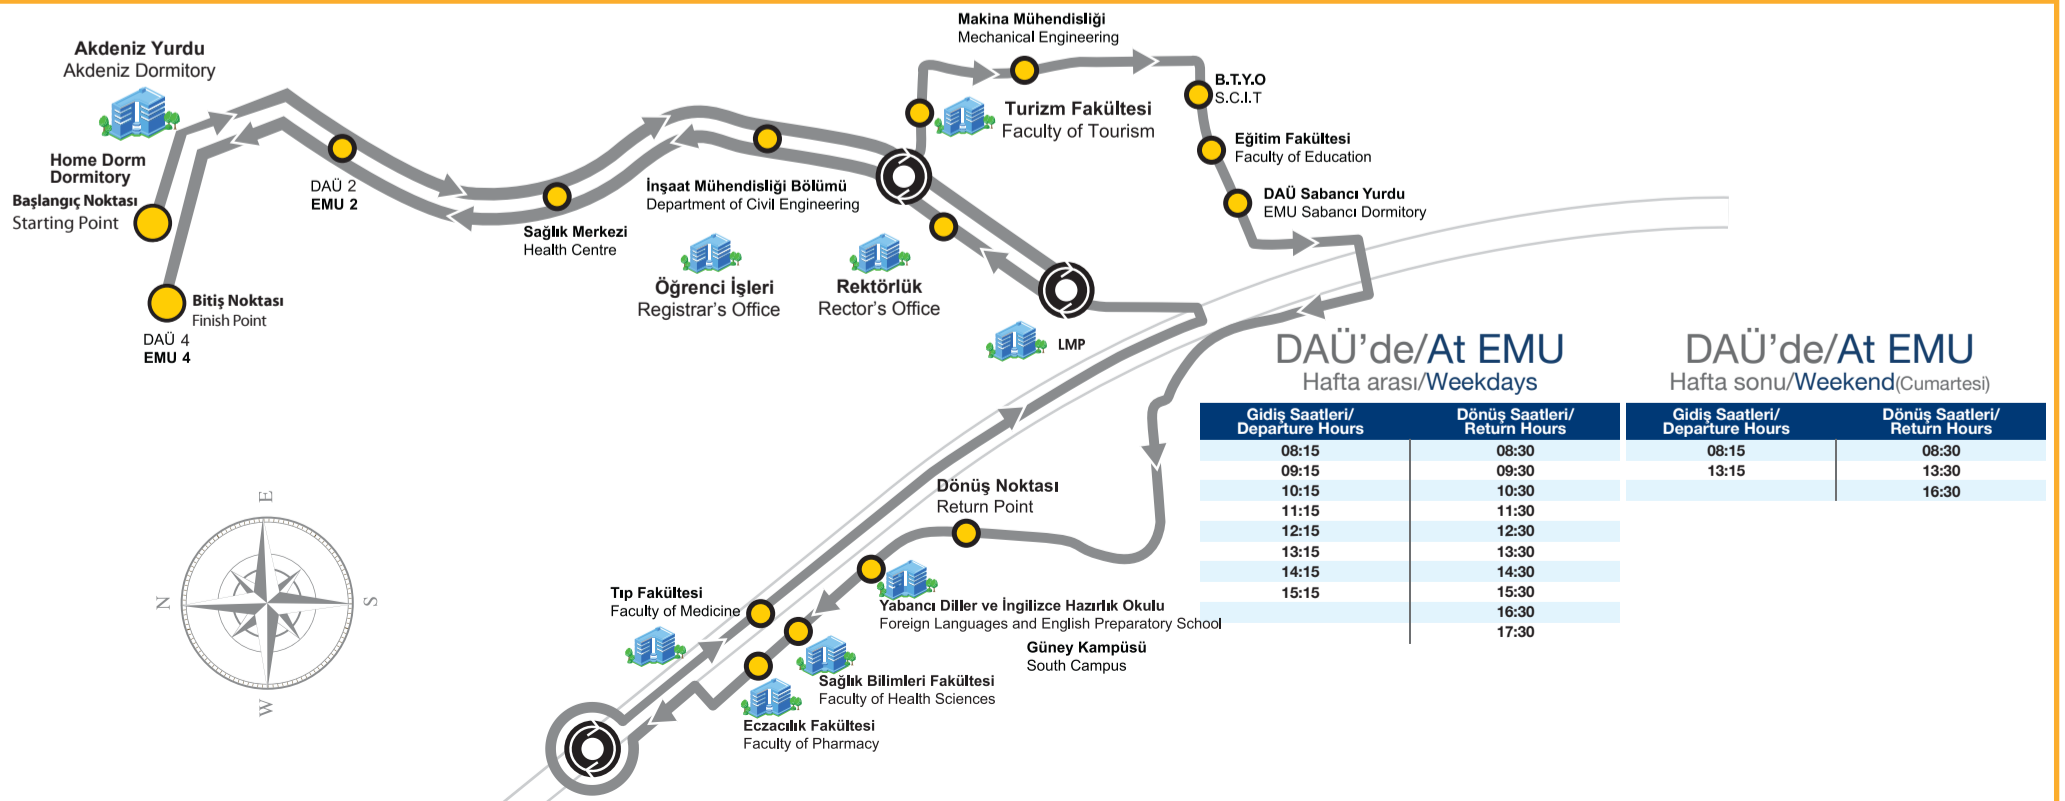 Akdeniz Yurdu
Akdeniz Dormitory
Home Dorm
Dormitory
Başlangıç Noktası
Starting Point
Bitiş Noktası
Finish Point
DAÜ 4
EMU 4
DAÜ 2
EMU 2
Sağlık Merkezi
Health Centre
İnşaat Mühendisliği Bölümü
Department of Civil Engineering
Öğrenci İşleri
Registrar's Office
Rektörlük
Rector's Office
LMP
Makina Mühendisliği
Mechanical Engineering
Turizm Fakültesi
Faculty of Tourism
B.T.Y.O
S.C.I.T
Eğitim Fakültesi
Faculty of Education
DAÜ Sabancı Yurdu
EMU Sabancı Dormitory
Dönüş Noktası
Return Point
Yabancı Diller ve İngilizce Hazırlık Okulu
Foreign Languages and English Preparatory School
Güney Kampüsü
South Campus
Tıp Fakültesi
Faculty of Medicine
Sağlık Bilimleri Fakültesi
Faculty of Health Sciences
Eczacılık Fakültesi
Faculty of Pharmacy
E
N
S
W
DAÜ'de/At EMU
Hafta arası/Weekdays
Gidiş Saatleri/ Dönüş Saatleri/
Departure Hours Return Hours
08:15 08:30
09:15 09:30
10:15 10:30
11:15 11:30
12:15 12:30
13:15 13:30
14:15 14:30
15:15 15:30
16:30
17:30
DAÜ'de/At EMU
Hafta sonu/Weekend(Cumartesi)
Gidiş Saatleri/ Dönüş Saatleri/
Departure Hours Return Hours
08:15 08:30
13:15 13:30
16:30